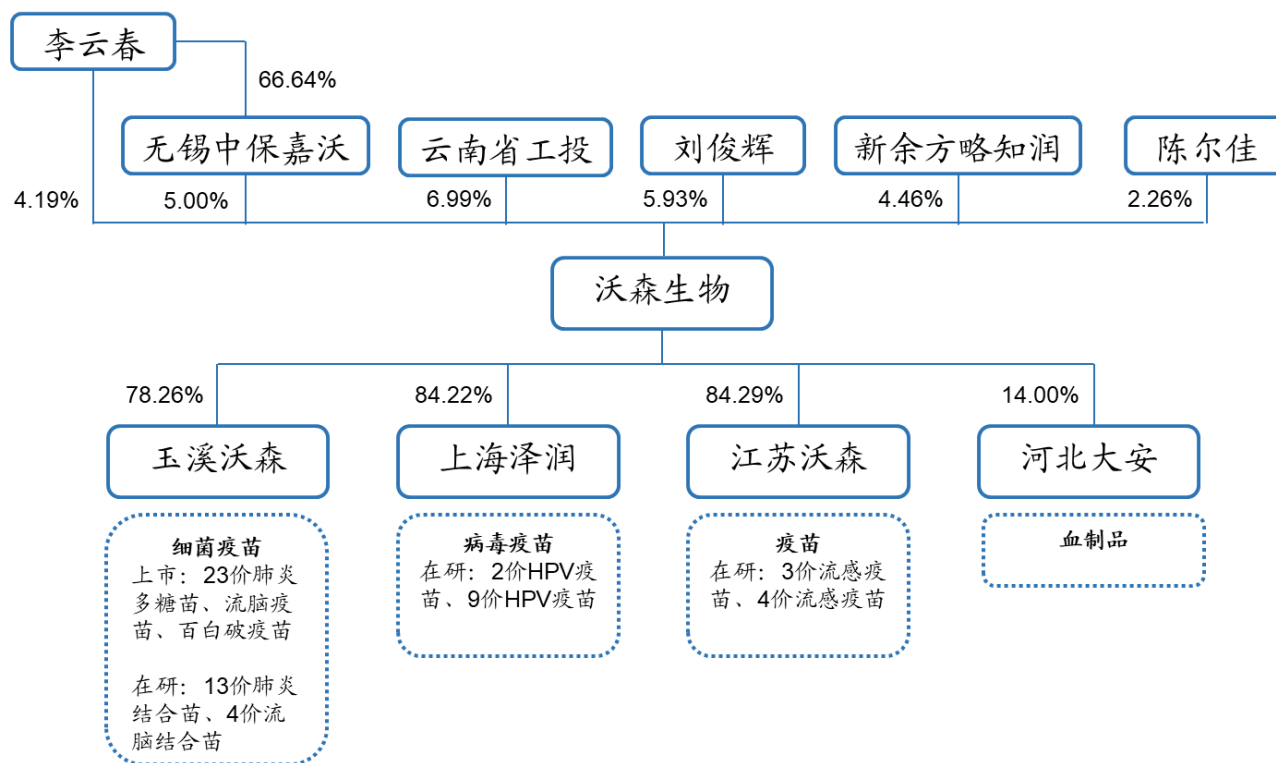 李云春
66.64%
无锡中保嘉沃
云南省工投
刘俊辉
新余方略知润
陈尔佳
4.19%
5.00%
6.99%
5.93%
4.46%
2.26%
沃森生物
78.26%
84.22%
84.29%
14.00%
玉溪沃森
上海泽润
江苏沃森
河北大安
细菌疫苗
上市：23价肺炎
多糖苗、流脑疫
苗、百白破疫苗
在研：13价肺炎
结合苗、4价流
脑结合苗
病毒疫苗
在研：2价HPV疫
苗、9价HPV疫苗
疫苗
在研：3价流感疫
苗、4价流感疫苗
血制品